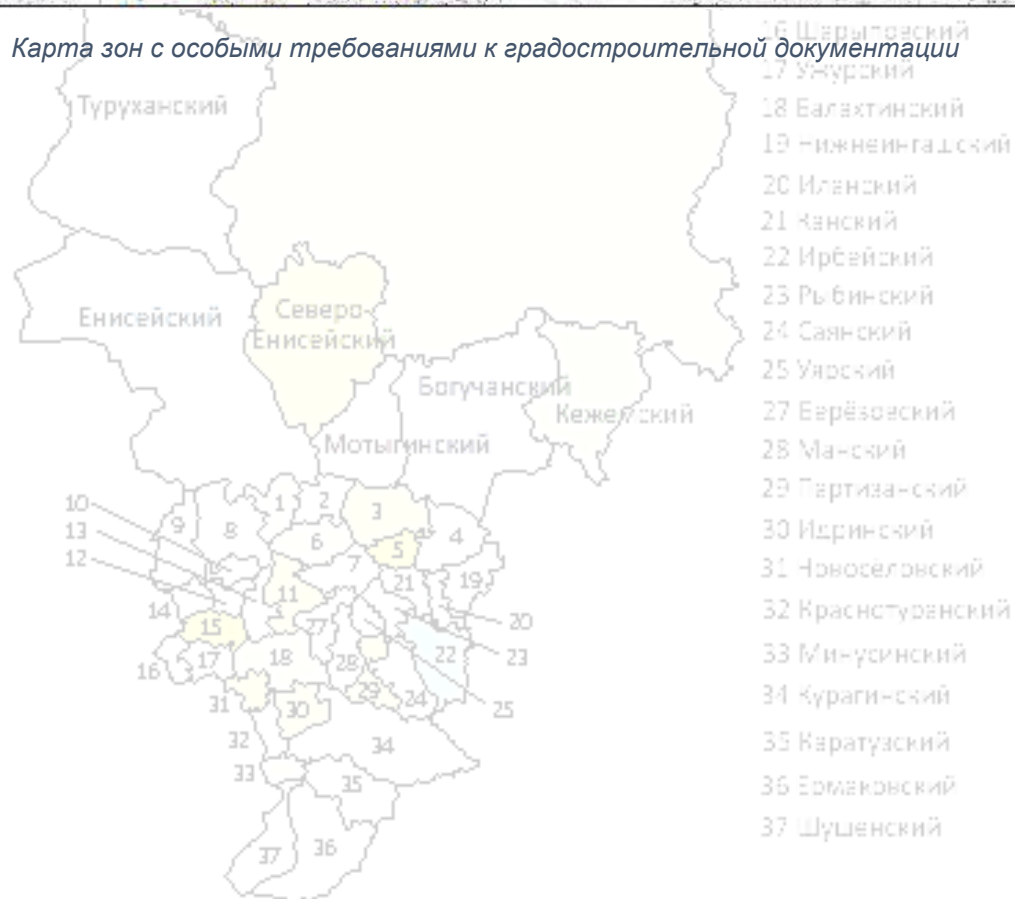 Карта зон с особыми требованиями к градостроительной документации
Туруханский
Енисейский
Северо-
Енисейский
Богучанский
Кежемский
Мотыгинский
1
2
3
4
5
6
7
8
9
10
13
12
11
14
15
16
17
18
19
20
21
22
23
24
25
27
28
29
30
31
32
33
34
35
36
37
16 Шарыповский
17 Ужурский
18 Балахтинский
19 Нижнеингашский
20 Иланский
21 Канский
22 Ирбейский
23 Рыбинский
24 Саянский
25 Уярский
27 Берёзовский
28 Манский
29 Партизанский
30 Идринский
31 Новосёловский
32 Краснотуранский
33 Минусинский
34 Курагинский
35 Каратузский
36 Ермаковский
37 Шушенский